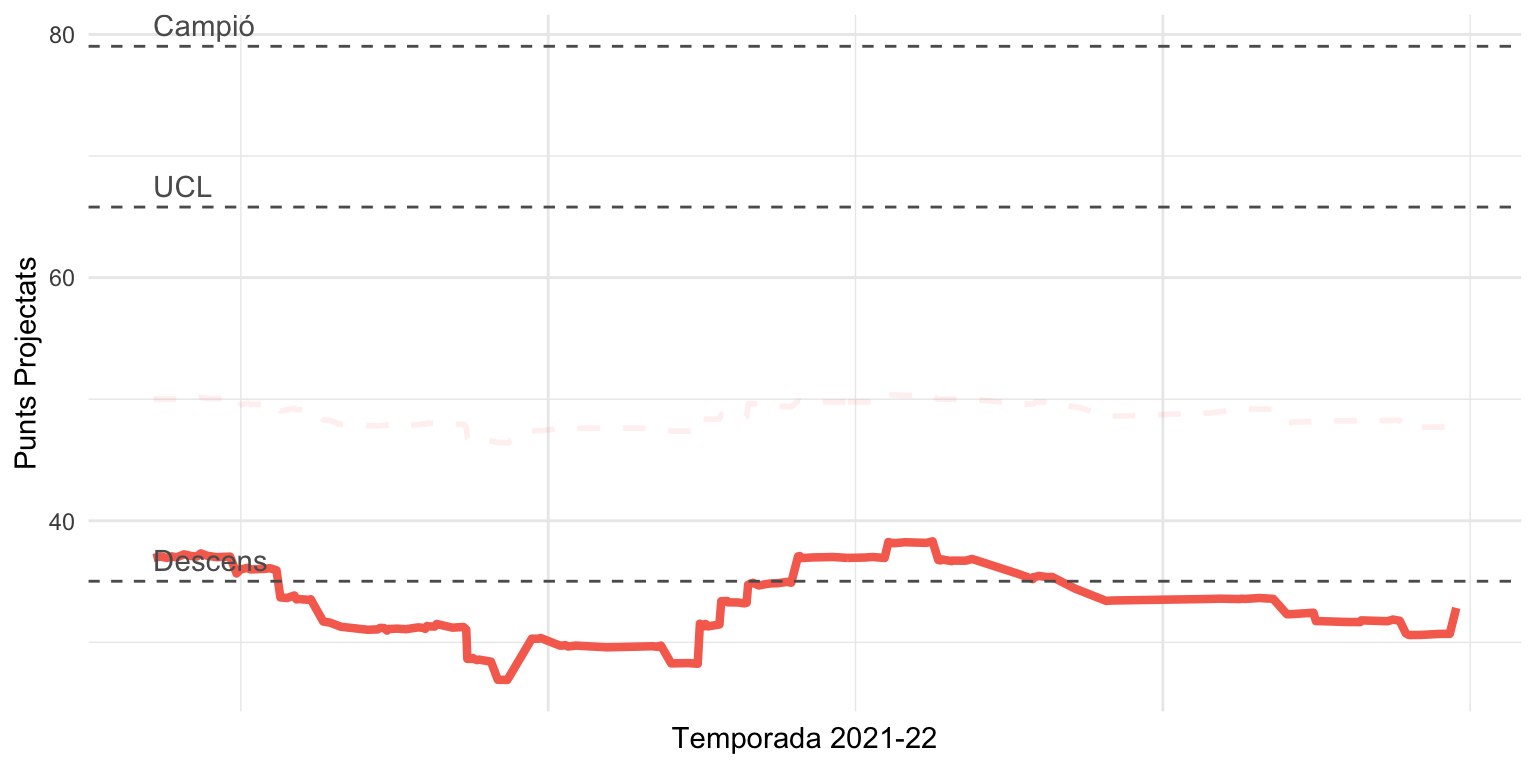 Campió
80
UCL
60
Punts Projectats
40
Descens
Temporada 2021-22